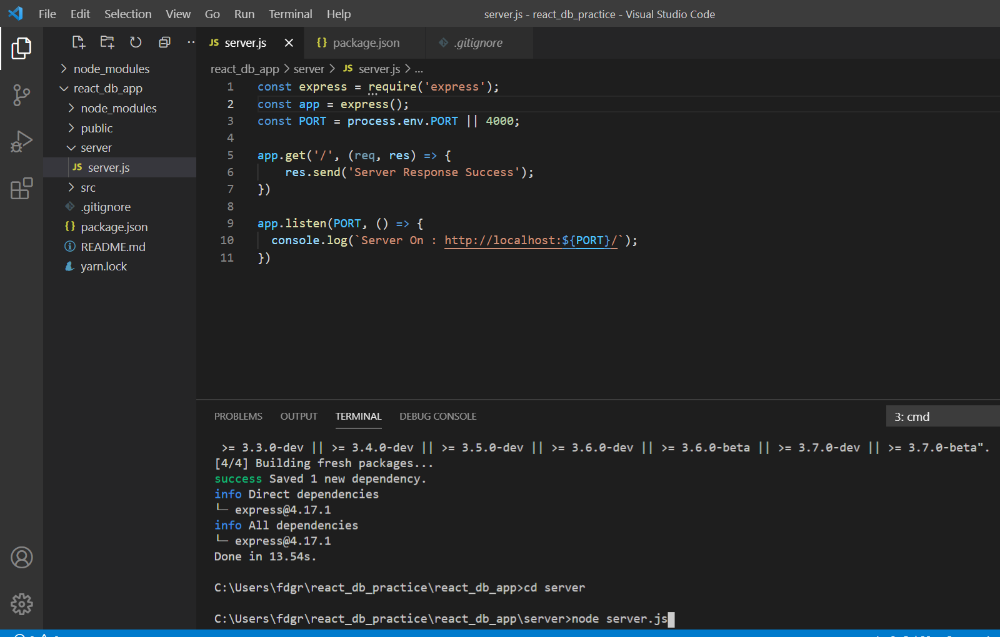 File Edit Selection View Go Run Terminal Help
server.js - react_db_practice - Visual Studio Code
node_modules
react_db_app
node_modules
public
server
JS server.js
src
.gitignore
{} package.json
README.md
yarn.lock
JS server.js
{} package.json
.gitignore
react_db_app > server > JS server.js > ...
1 const express = require('express');
2 const app = express();
3 const PORT = process.env.PORT || 4000;
4
5 app.get('/', (req, res) => {
6 res.send('Server Response Success');
7 })
8
9 app.listen(PORT, () => {
10 console.log(`Server On : http://localhost:${PORT}/`);
11 })
PROBLEMS OUTPUT TERMINAL DEBUG CONSOLE
3: cmd
>= 3.3.0-dev || >= 3.4.0-dev || >= 3.5.0-dev || >= 3.6.0-dev || >= 3.6.0-beta || >= 3.7.0-dev || >= 3.7.0-beta".
[4/4] Building fresh packages...
success Saved 1 new dependency.
info Direct dependencies
└─ express@4.17.1
info All dependencies
└─ express@4.17.1
Done in 13.54s.
C:\Users\fdgr\react_db_practice\react_db_app>cd server
C:\Users\fdgr\react_db_practice\react_db_app\server>node server.js